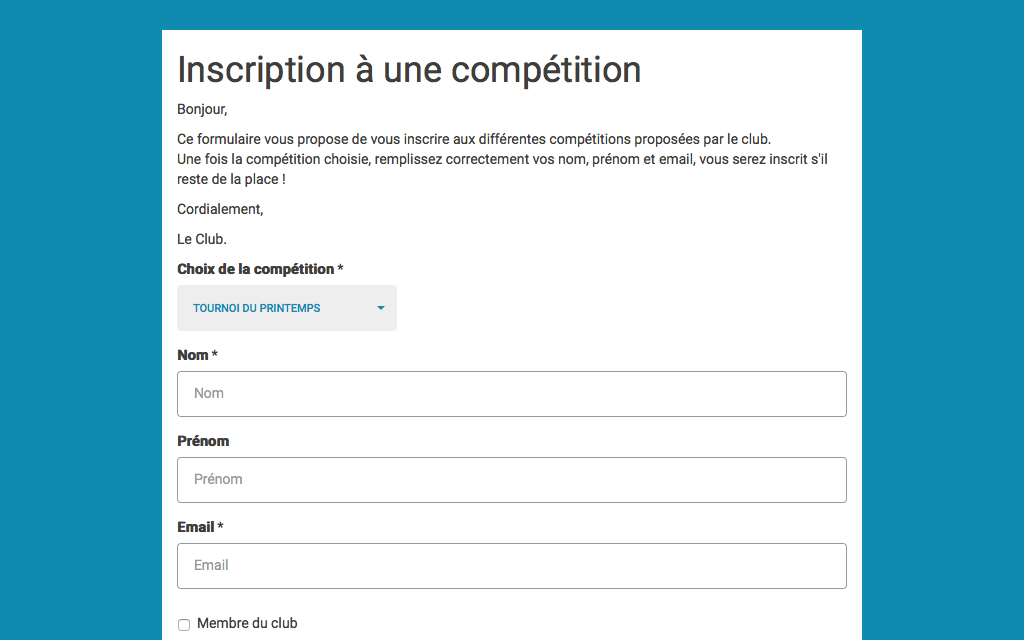 Inscription à une compétition
Bonjour,
Ce formulaire vous propose de vous inscrire aux différentes compétitions proposées par le club.
Une fois la compétition choisie, remplissez correctement vos nom, prénom et email, vous serez inscrit s'il
reste de la place !
Cordialement,
Le Club.
Choix de la compétition *
TOURNOI DU PRINTEMPS
Nom *
Nom
Prénom
Prénom
Email *
Email
Membre du club